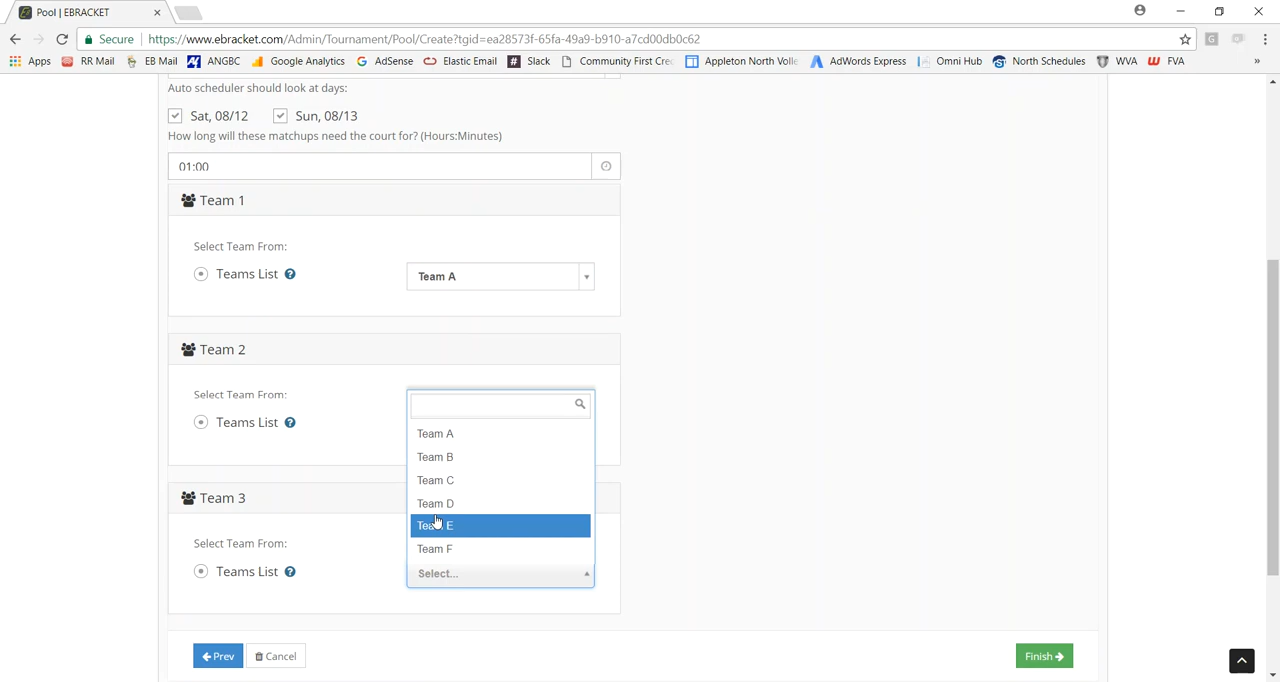 Pool | EBRACKET
Secure https://www.ebracket.com/Admin/Tournament/Pool/Create?tgid=ea28573f-65fa-49a9-b910-a7cd00db0c62
Apps RR Mail EB Mail ANGBC Google Analytics AdSense Elastic Email Slack Community First Cre Appleton North Volle AdWords Express Omni Hub North Schedules WVA FVA »
Auto scheduler should look at days:
Sat, 08/12 Sun, 08/13
How long will these matchups need the court for? (Hours:Minutes)
01:00
Team 1
Select Team From:
Teams List
Team A
Team 2
Select Team From:
Teams List
Team A
Team B
Team C
Team D
Team E
Team F
Team 3
Select Team From:
Teams List
Select...
Prev
Cancel
Finish